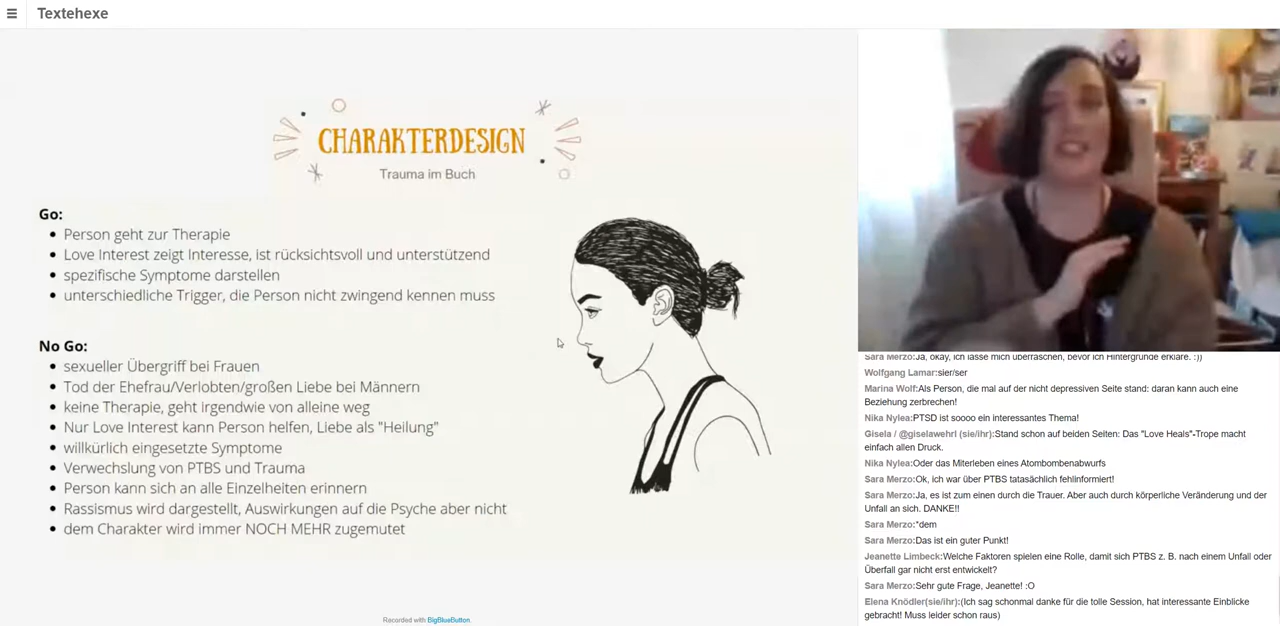 ☰ Textehexe
CHARAKTERDESIGN
Trauma im Buch
Go:
• Person geht zur Therapie
• Love Interest zeigt Interesse, ist rücksichtsvoll und unterstützend
• spezifische Symptome darstellen
• unterschiedliche Trigger, die Person nicht zwingend kennen muss
No Go:
• sexueller Übergriff bei Frauen
• Tod der Ehefrau/Verlobten/großen Liebe bei Männern
• keine Therapie, geht irgendwie von alleine weg
• Nur Love Interest kann Person helfen, Liebe als "Heilung"
• willkürlich eingesetzte Symptome
• Verwechslung von PTBS und Trauma
• Person kann sich an alle Einzelheiten erinnern
• Rassismus wird dargestellt, Auswirkungen auf die Psyche aber nicht
• dem Charakter wird immer NOCH MEHR zugemutet
Recorded with BigBlueButton.
Sara Merzo:Ja, okay, ich lasse mich überraschen, bevor ich Hintergründe erkläre. :))
Wolfgang Lamar:sier/ser
Marina Wolf:Als Person, die mal auf der nicht depressiven Seite stand: daran kann auch eine
Beziehung zerbrechen!
Nika Nylea:PTSD ist soooo ein interessantes Thema!
Gisela / @giselawehrl (sie/ihr):Stand schon auf beiden Seiten: Das "Love Heals"-Trope macht
einfach allen Druck.
Nika Nylea:Oder das Miterleben eines Atombombenabwurfs
Sara Merzo:Ok, ich war über PTBS tatäsächlich fehlinformiert!
Sara Merzo:Ja, es ist zum einen durch die Trauer. Aber auch durch körperliche Veränderung und der
Unfall an sich. DANKE!!
Sara Merzo:*dem
Sara Merzo:Das ist ein guter Punkt!
Jeanette Limbeck:Welche Faktoren spielen eine Rolle, damit sich PTBS z. B. nach einem Unfall oder
Überfall gar nicht erst entwickelt?
Sara Merzo:Sehr gute Frage, Jeanette! :O
Elena Knödler(sie/ihr):(Ich sag schonmal danke für die tolle Session, hat interessante Einblicke
gebracht! Muss leider schon raus)